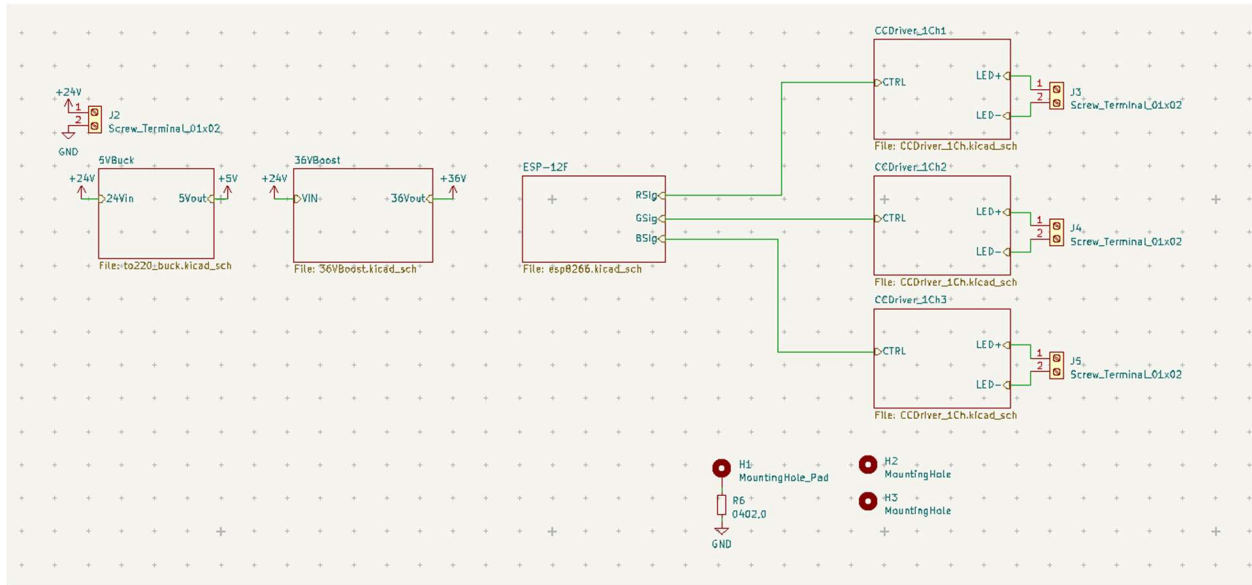 +24V
1
2
J2
Screw_Terminal_01x02
GND
5VBuck
+24V
24Vin
5Vout
+5V
File: to220_buck.kicad_sch
36VBoost
+24V
VIN
36Vout
+36V
File: 36VBoost.kicad_sch
ESP-12F
RSig
GSig
BSig
File: esp8266.kicad_sch
CCDriver_1Ch1
CTRL
LED+
LED-
File: CCDriver_1Ch.kicad_sch
1
2
J3
Screw_Terminal_01x02
CCDriver_1Ch2
CTRL
LED+
LED-
File: CCDriver_1Ch.kicad_sch
1
2
J4
Screw_Terminal_01x02
CCDriver_1Ch3
CTRL
LED+
LED-
File: CCDriver_1Ch.kicad_sch
1
2
J5
Screw_Terminal_01x02
H1
MountingHole_Pad
R6
0402,0
GND
H2
MountingHole
H3
MountingHole